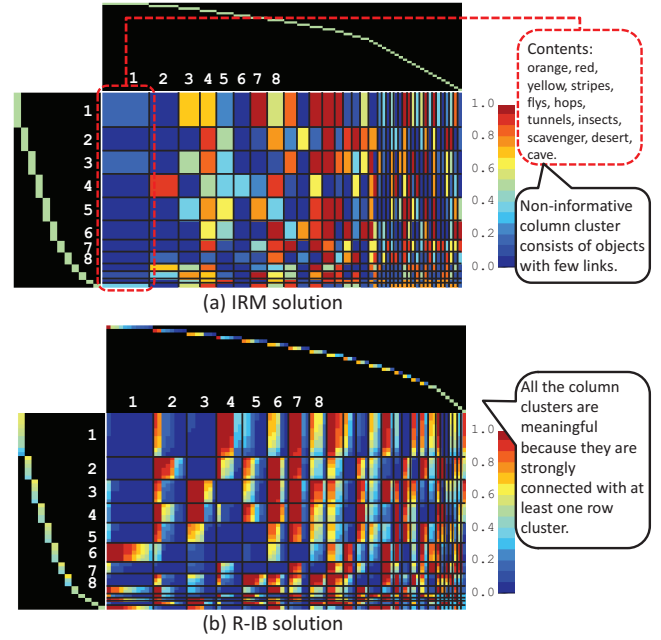 Contents:
orange, red,
yellow, stripes,
flys, hops,
tunnels, insects,
scavenger, desert,
cave.
1 2 3 4 5 6 7 8
1
2
3
4
5
6
7
8
1.0
0.8
0.6
0.4
0.2
0.0
Non-informative
column cluster
consists of objects
with few links.
(a) IRM solution
1 2 3 4 5 6 7 8
1
2
3
4
5
6
7
8
1.0
0.8
0.6
0.4
0.2
0.0
All the column
clusters are
meaningful
because they are
strongly
connected with at
least one row
cluster.
(b) R-IB solution